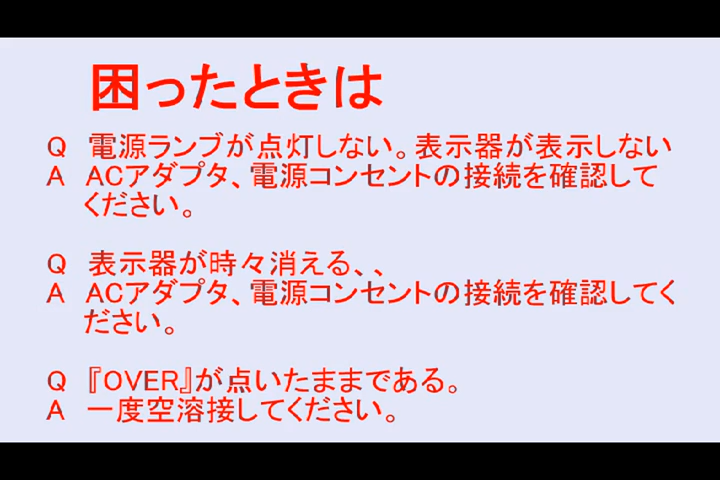 困ったときは
Q 電源ランプが点灯しない。表示器が表示しない
A ACアダプタ、電源コンセントの接続を確認して
ください。
Q 表示器が時々消える、、
A ACアダプタ、電源コンセントの接続を確認してく
ださい。
Q 『OVER』が点いたままである。
A 一度空溶接してください。